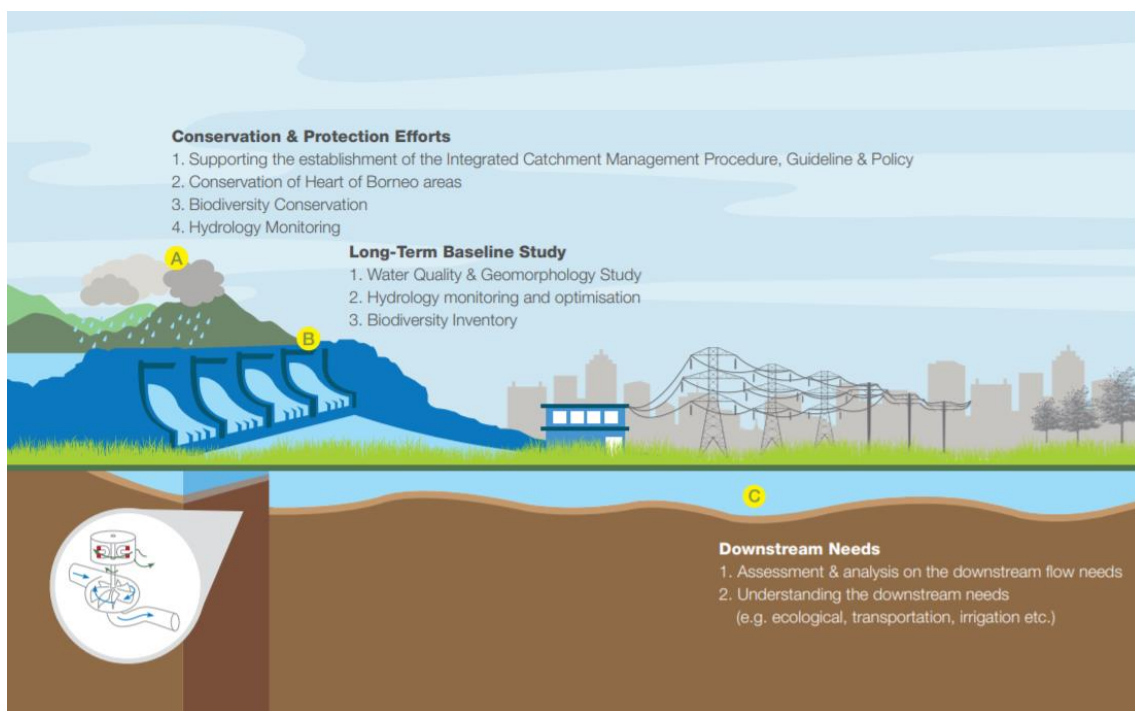 Conservation & Protection Efforts
1. Supporting the establishment of the Integrated Catchment Management Procedure, Guideline & Policy
2. Conservation of Heart of Borneo areas
3. Biodiversity Conservation
4. Hydrology Monitoring
A
Long-Term Baseline Study
1. Water Quality & Geomorphology Study
2. Hydrology monitoring and optimisation
3. Biodiversity Inventory
B
C
Downstream Needs
1. Assessment & analysis on the downstream flow needs
2. Understanding the downstream needs
(e.g. ecological, transportation, irrigation etc.)